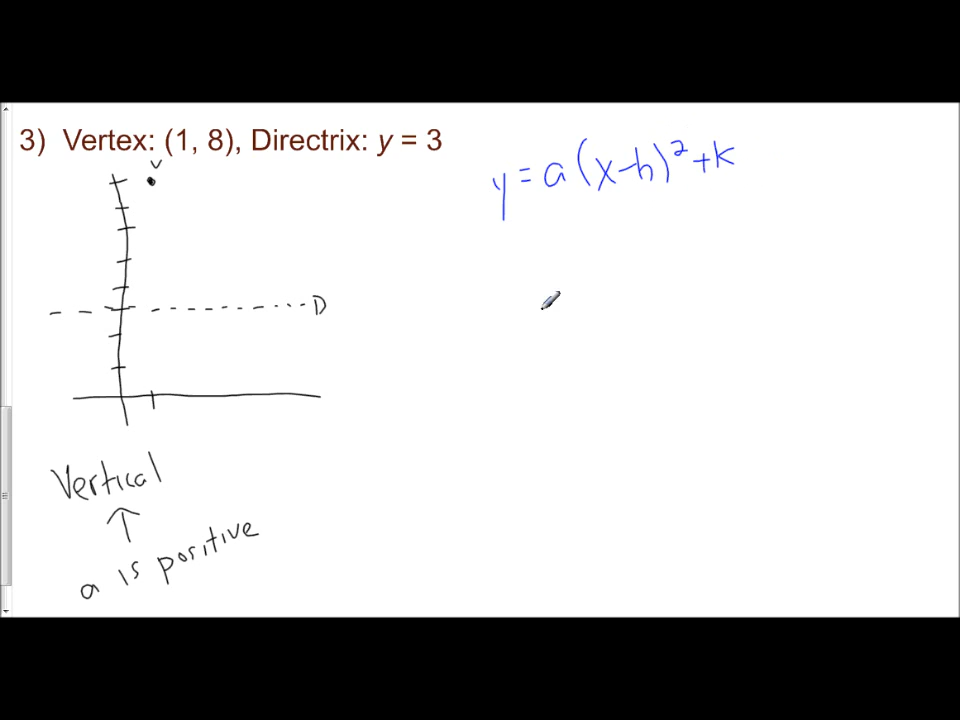 3) Vertex: (1, 8), Directrix: y = 3
y = a(x-h)² + k
V
D
Vertical
↑
a is positive